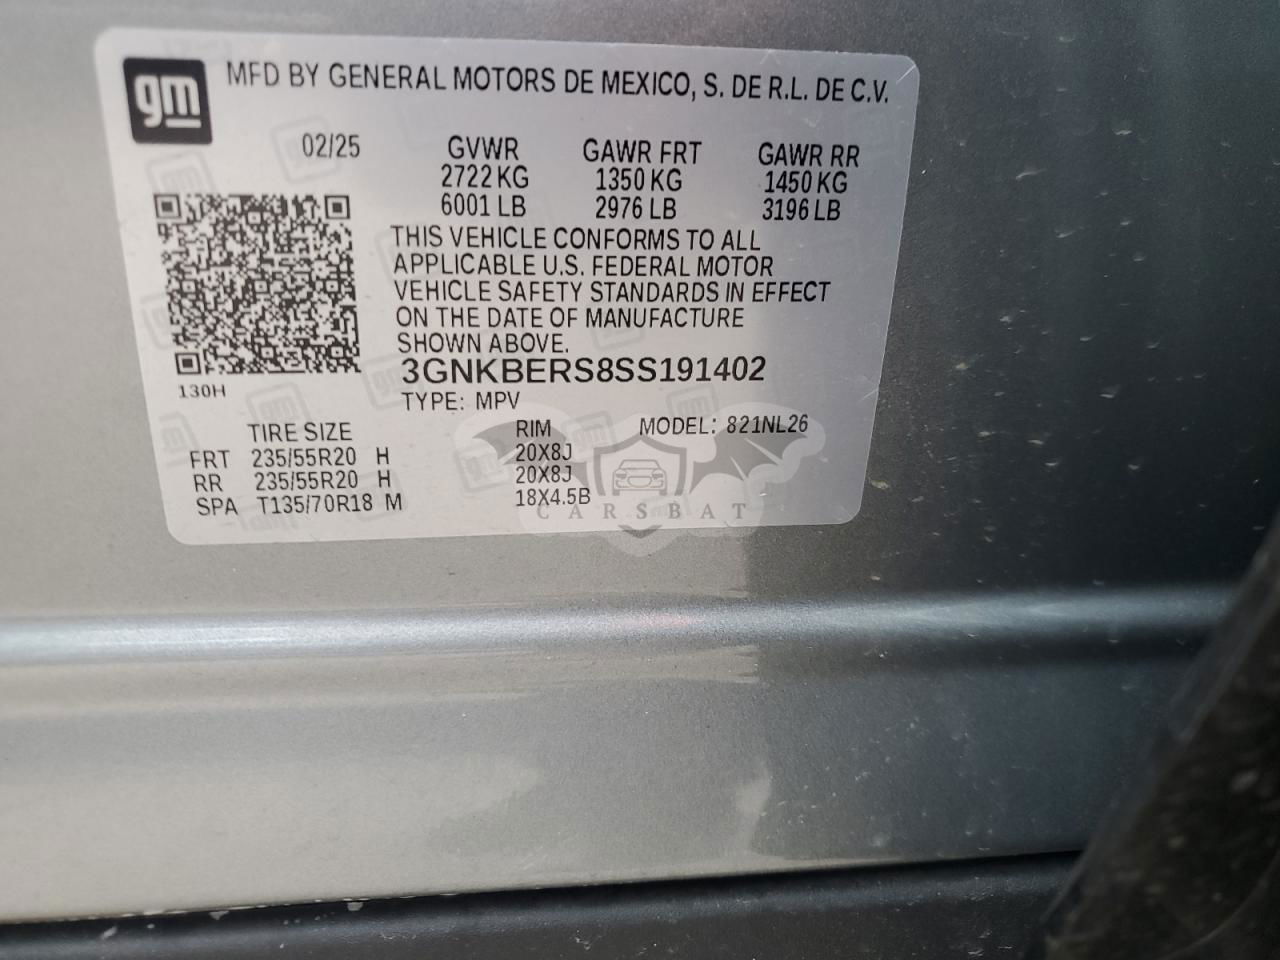 gm
MFD BY GENERAL MOTORS DE MEXICO, S. DE R.L. DE C.V.
02/25 GVWR GAWR FRT GAWR RR
2722 KG 1350 KG 1450 KG
6001 LB 2976 LB 3196 LB
THIS VEHICLE CONFORMS TO ALL
APPLICABLE U.S. FEDERAL MOTOR
VEHICLE SAFETY STANDARDS IN EFFECT
ON THE DATE OF MANUFACTURE
SHOWN ABOVE.
3GNKBERS8SS191402
130H
TYPE: MPV
TIRE SIZE RIM MODEL: 821NL26
FRT 235/55R20 H 20X8J
RR 235/55R20 H 20X8J
SPA T135/70R18 M 18X4.5B
CARSBAT